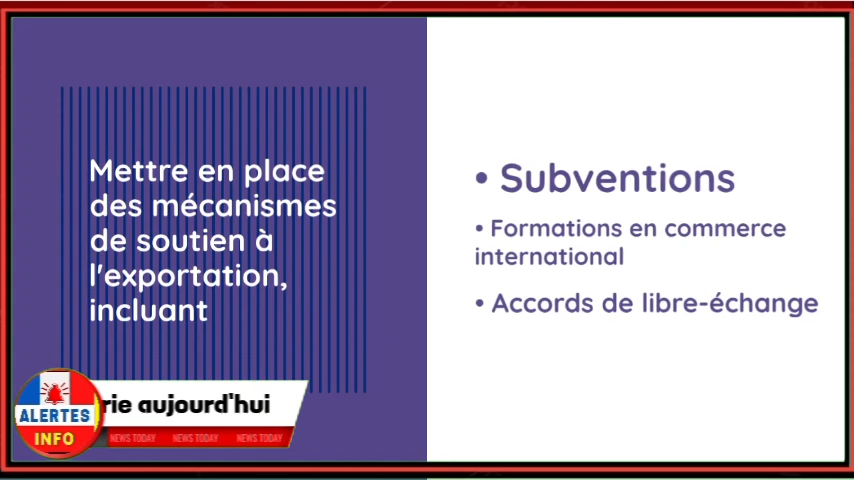 Mettre en place
des mécanismes
de soutien à
l'exportation,
incluant
• Subventions
• Formations en commerce
international
• Accords de libre-échange
rie aujourd'hui
ALERTES
INFO
NEWS TODAY NEWS TODAY NEWS TODAY